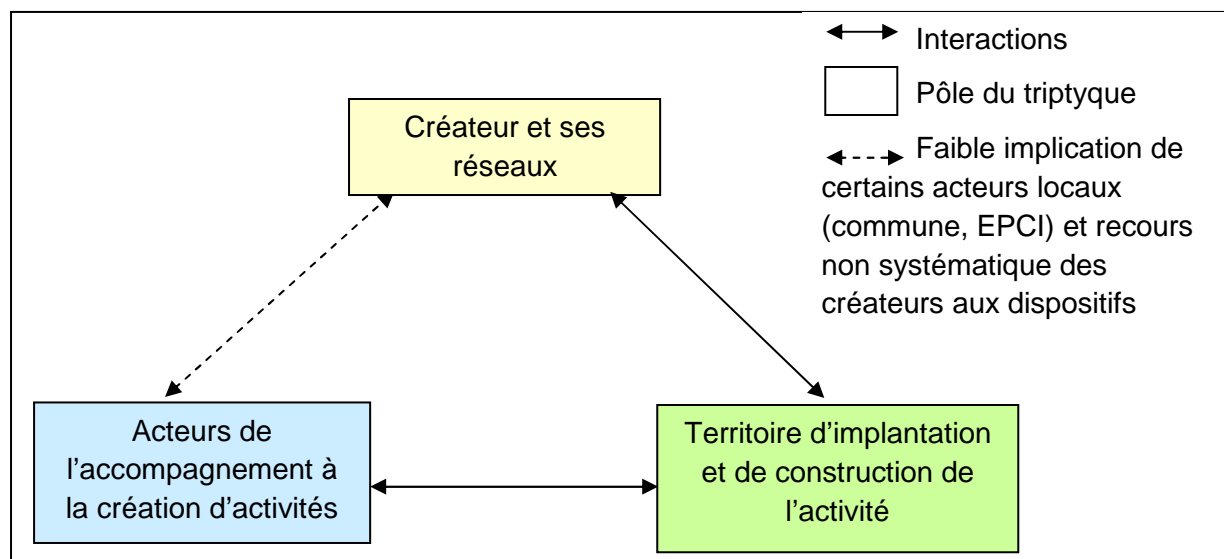 Interactions
Pôle du triptyque
Faible implication de
certains acteurs locaux
(commune, EPCI) et recours
non systématique des
créateurs aux dispositifs
Créateur et ses
réseaux
Acteurs de
l’accompagnement à
la création d’activités
Territoire d’implantation
et de construction de
l’activité